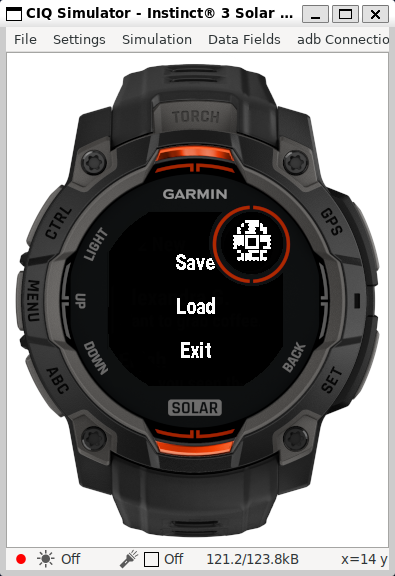 CIQ Simulator - Instinct® 3 Solar ...
File Settings Simulation Data Fields adb Connectio
TORCH
GARMIN
CTRL
LIGHT
GPS
Save
MENU
UP
Load
DOWN
Exit
BACK
ABC
SET
SOLAR
Off Off 121.2/123.8kB x=14 y